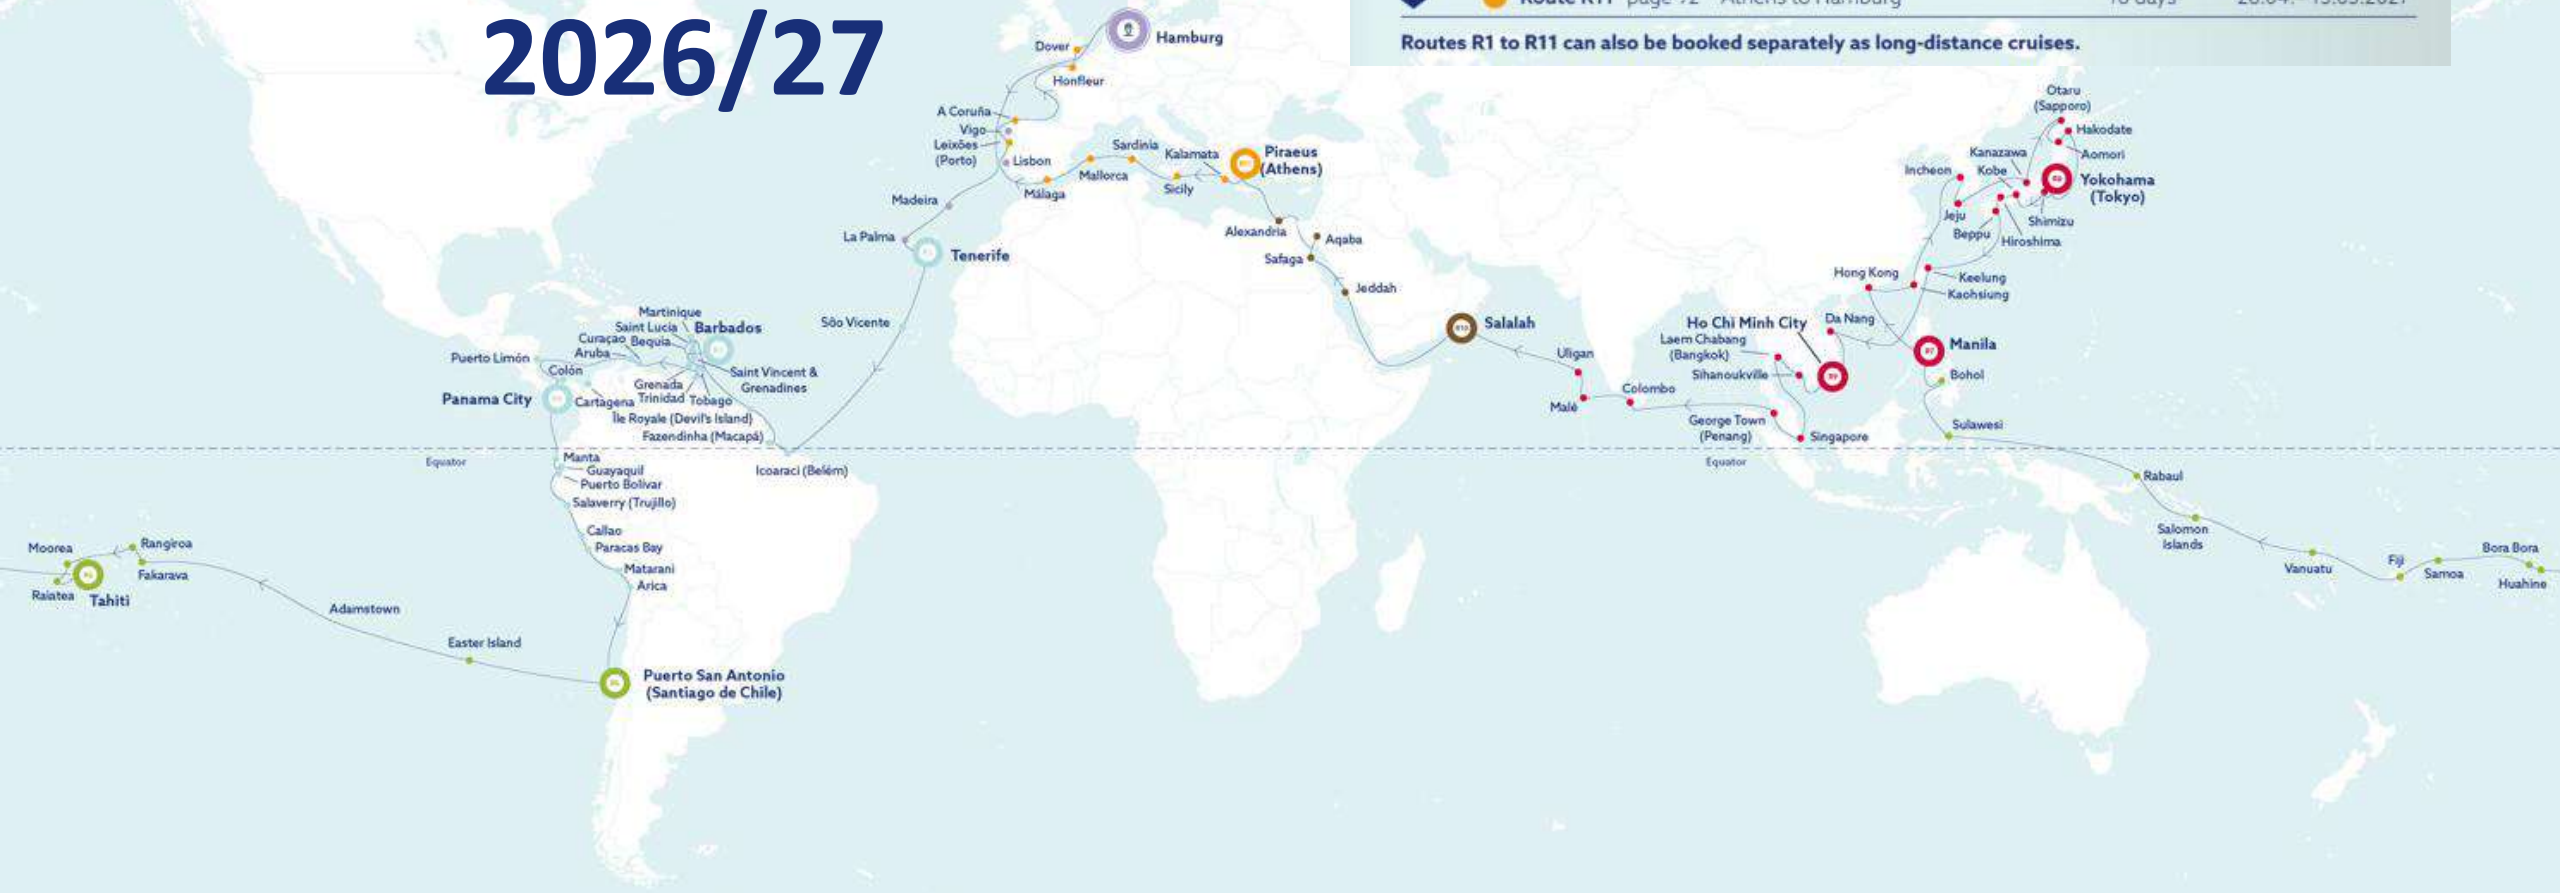 2026/27
Route R11 page 92 Athens to Hamburg
Routes R1 to R11 can also be booked separately as long-distance cruises.
Hamburg
Dover
Honfleur
A Coruña
Vigo
Leixões
(Porto)
Lisbon
Málaga
Mallorca
Sardinia
Sicily
Kalamata
Piraeus
(Athens)
Madeira
La Palma
Tenerife
Alexandria
Aqaba
Safaga
Jeddah
Salalah
São Vicente
Martinique
Saint Lucia
Barbados
Curaçao
Bequia
Aruba
Puerto Limón
Colón
Saint Vincent &
Grenadines
Grenada
Panama City
Cartagena
Trinidad
Tobago
Île Royale (Devil's Island)
Fazendinha (Macapá)
Icoaraci (Belém)
Equator
Manta
Guayaquil
Puerto Bolívar
Salaverry (Trujillo)
Callao
Paracas Bay
Matarani
Arica
Puerto San Antonio
(Santiago de Chile)
Easter Island
Adamstown
Rangiroa
Fakarava
Moorea
Raiatea
Tahiti
Otaru
(Sapporo)
Hakodate
Aomori
Kanazawa
Kobe
Incheon
Yokohama
(Tokyo)
Jeju
Shimizu
Beppu
Hiroshima
Hong Kong
Keelung
Kaohsiung
Ho Chi Minh City
Da Nang
Laem Chabang
(Bangkok)
Sihanoukville
Manila
Bohol
Uligan
Colombo
Malé
George Town
(Penang)
Singapore
Sulawesi
Equator
Rabaul
Salomon
Islands
Vanuatu
Fiji
Samoa
Bora Bora
Huahine